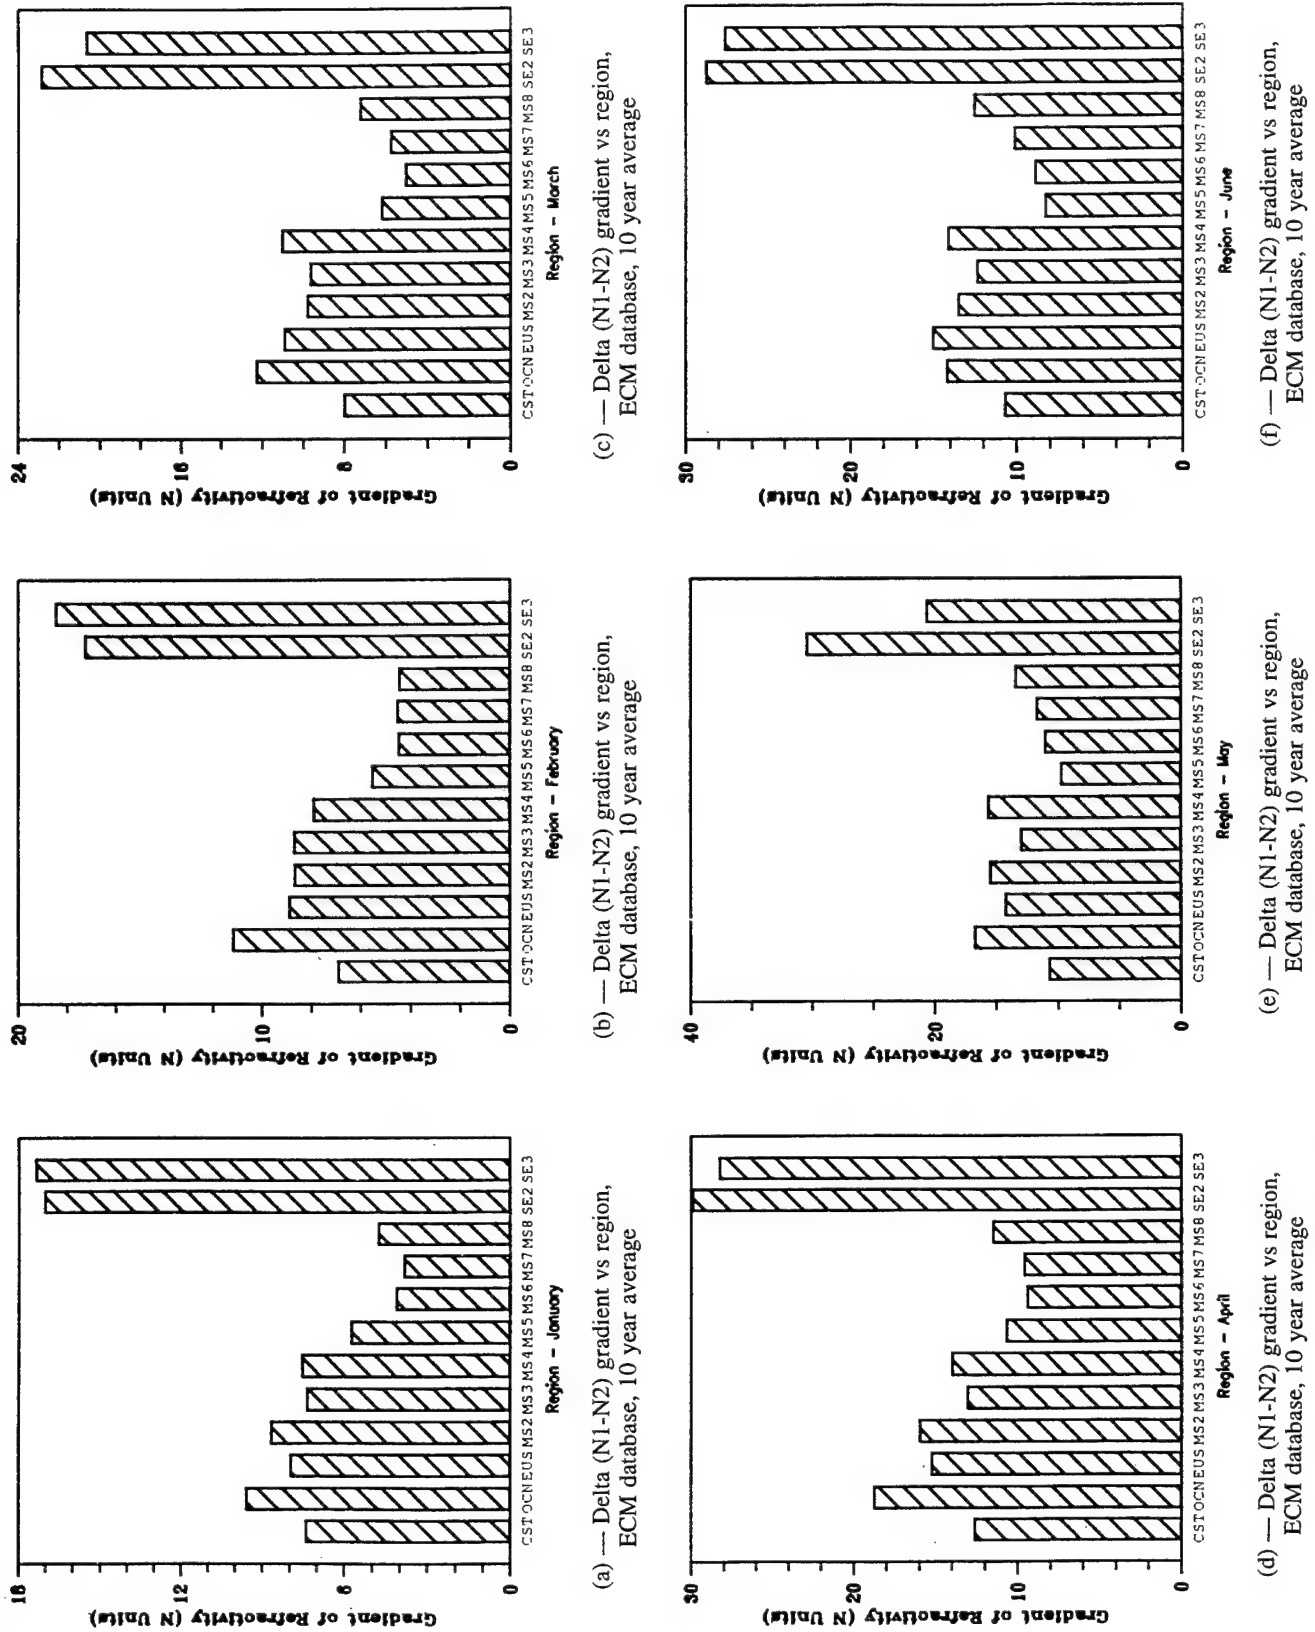 Gradient of Refractivity (N Units)
18
12
6
0
CST OCN EUS MS2 MS3 MS4 MS5 MS6 MS7 MS8 SE2 SE3
Region - January
(a) — Delta (N1-N2) gradient vs region,
ECM database, 10 year average
Gradient of Refractivity (N Units)
20
10
0
CST OCN EUS MS2 MS3 MS4 MS5 MS6 MS7 MS8 SE2 SE3
Region - February
(b) — Delta (N1-N2) gradient vs region,
ECM database, 10 year average
Gradient of Refractivity (N Units)
24
16
8
0
CST OCN EUS MS2 MS3 MS4 MS5 MS6 MS7 MS8 SE2 SE3
Region - March
(c) — Delta (N1-N2) gradient vs region,
ECM database, 10 year average
Gradient of Refractivity (N Units)
30
20
10
0
CST OCN EUS MS2 MS3 MS4 MS5 MS6 MS7 MS8 SE2 SE3
Region - April
(d) — Delta (N1-N2) gradient vs region,
ECM database, 10 year average
Gradient of Refractivity (N Units)
40
20
0
CST OCN EUS MS2 MS3 MS4 MS5 MS6 MS7 MS8 SE2 SE3
Region - May
(e) — Delta (N1-N2) gradient vs region,
ECM database, 10 year average
Gradient of Refractivity (N Units)
30
20
10
0
CST OCN EUS MS2 MS3 MS4 MS5 MS6 MS7 MS8 SE2 SE3
Region - June
(f) — Delta (N1-N2) gradient vs region,
ECM database, 10 year average